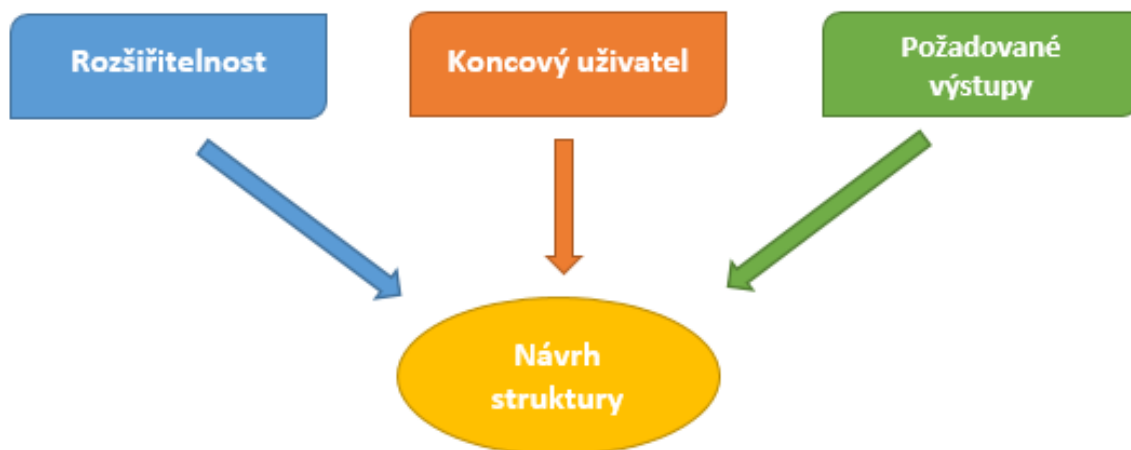 Rozšiřitelnost
Koncový uživatel
Požadované
výstupy
Návrh
struktury